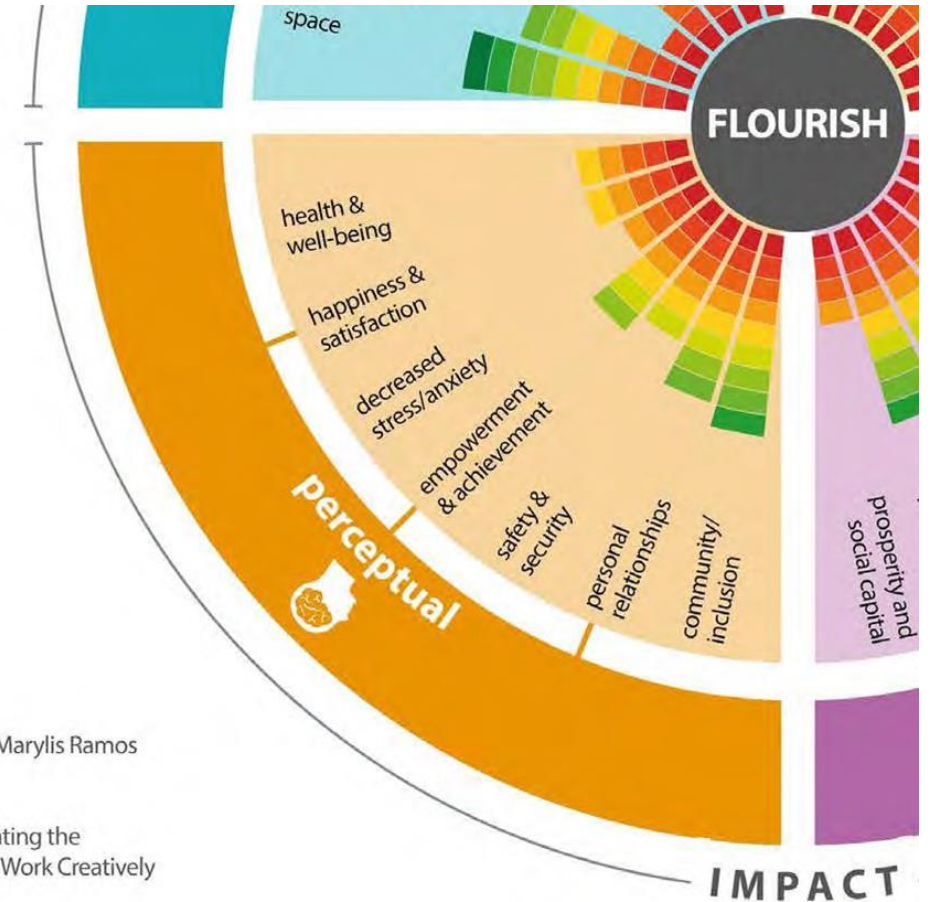 space
FLOURISH
health &
well-being
happiness &
satisfaction
decreased
stress/anxiety
empowerment
& achievement
safety &
security
personal
relationships
community/
inclusion
prosperity and
social capital
perceptual
Marylis Ramos
ting the
Work Creatively
IMPACT